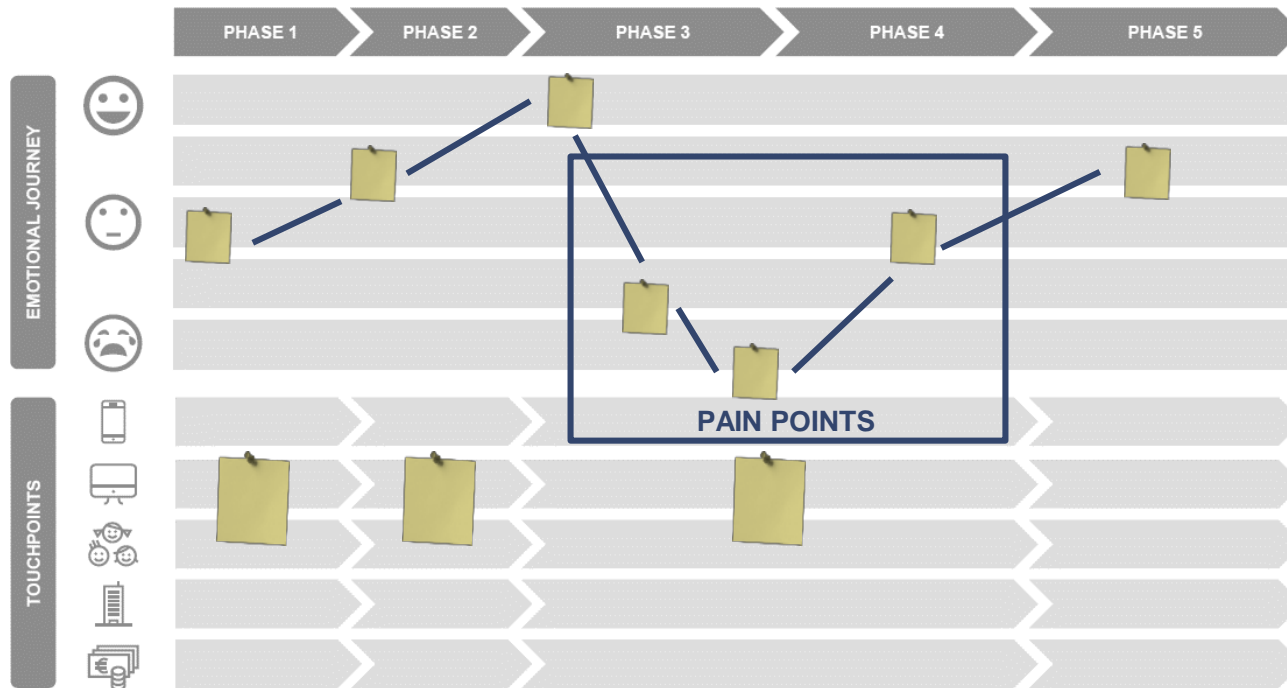 PHASE 1
PHASE 2
PHASE 3
PHASE 4
PHASE 5
EMOTIONAL JOURNEY
PAIN POINTS
TOUCHPOINTS
€